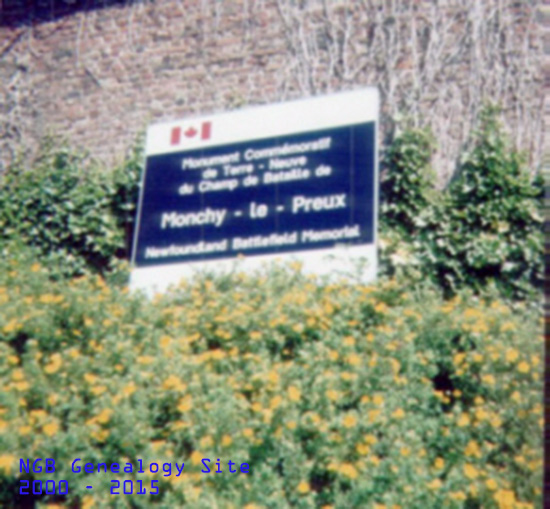 Monument Commémoratif
de Terre - Neuve
du Champ de Bataille de
Monchy - le - Preux
Newfoundland Battlefield Memorial
NGB Genealogy Site
2000 - 2015